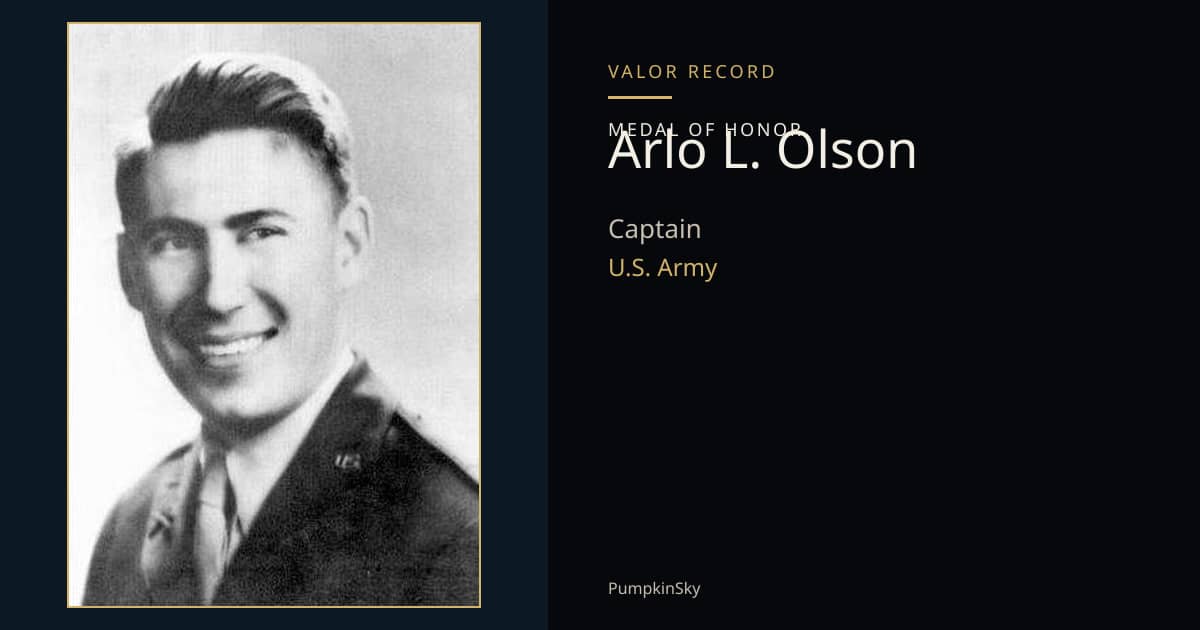 VALOR RECORD
MEDAL OF HONOR
Arlo L. Olson
Captain
U.S. Army
PumpkinSky